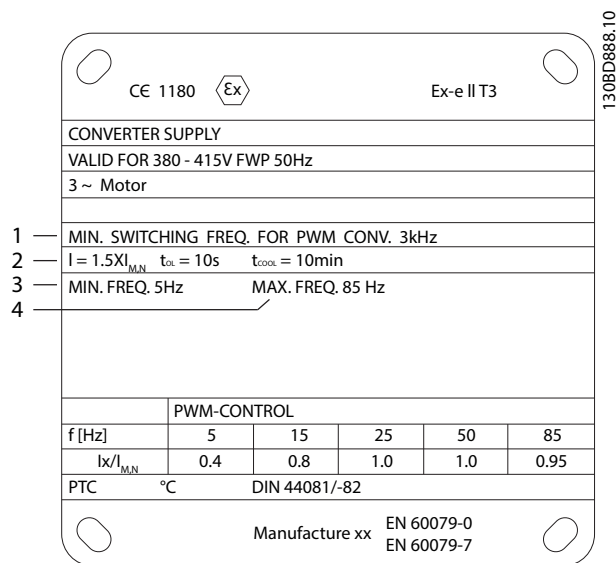 130BD888.10
CE 1180 Ex Ex-e ll T3
CONVERTER SUPPLY
VALID FOR 380 - 415V FWP 50Hz
3 ~ Motor
1 MIN. SWITCHING FREQ. FOR PWM CONV. 3kHz
2 l = 1.5XI M,N t OL = 10s t COOL = 10min
3 MIN. FREQ. 5Hz MAX. FREQ. 85 Hz
4
PWM-CONTROL
f [Hz] 5 15 25 50 85
Ix/I M,N 0.4 0.8 1.0 1.0 0.95
PTC °C DIN 44081/-82
Manufacture xx EN 60079-0
EN 60079-7